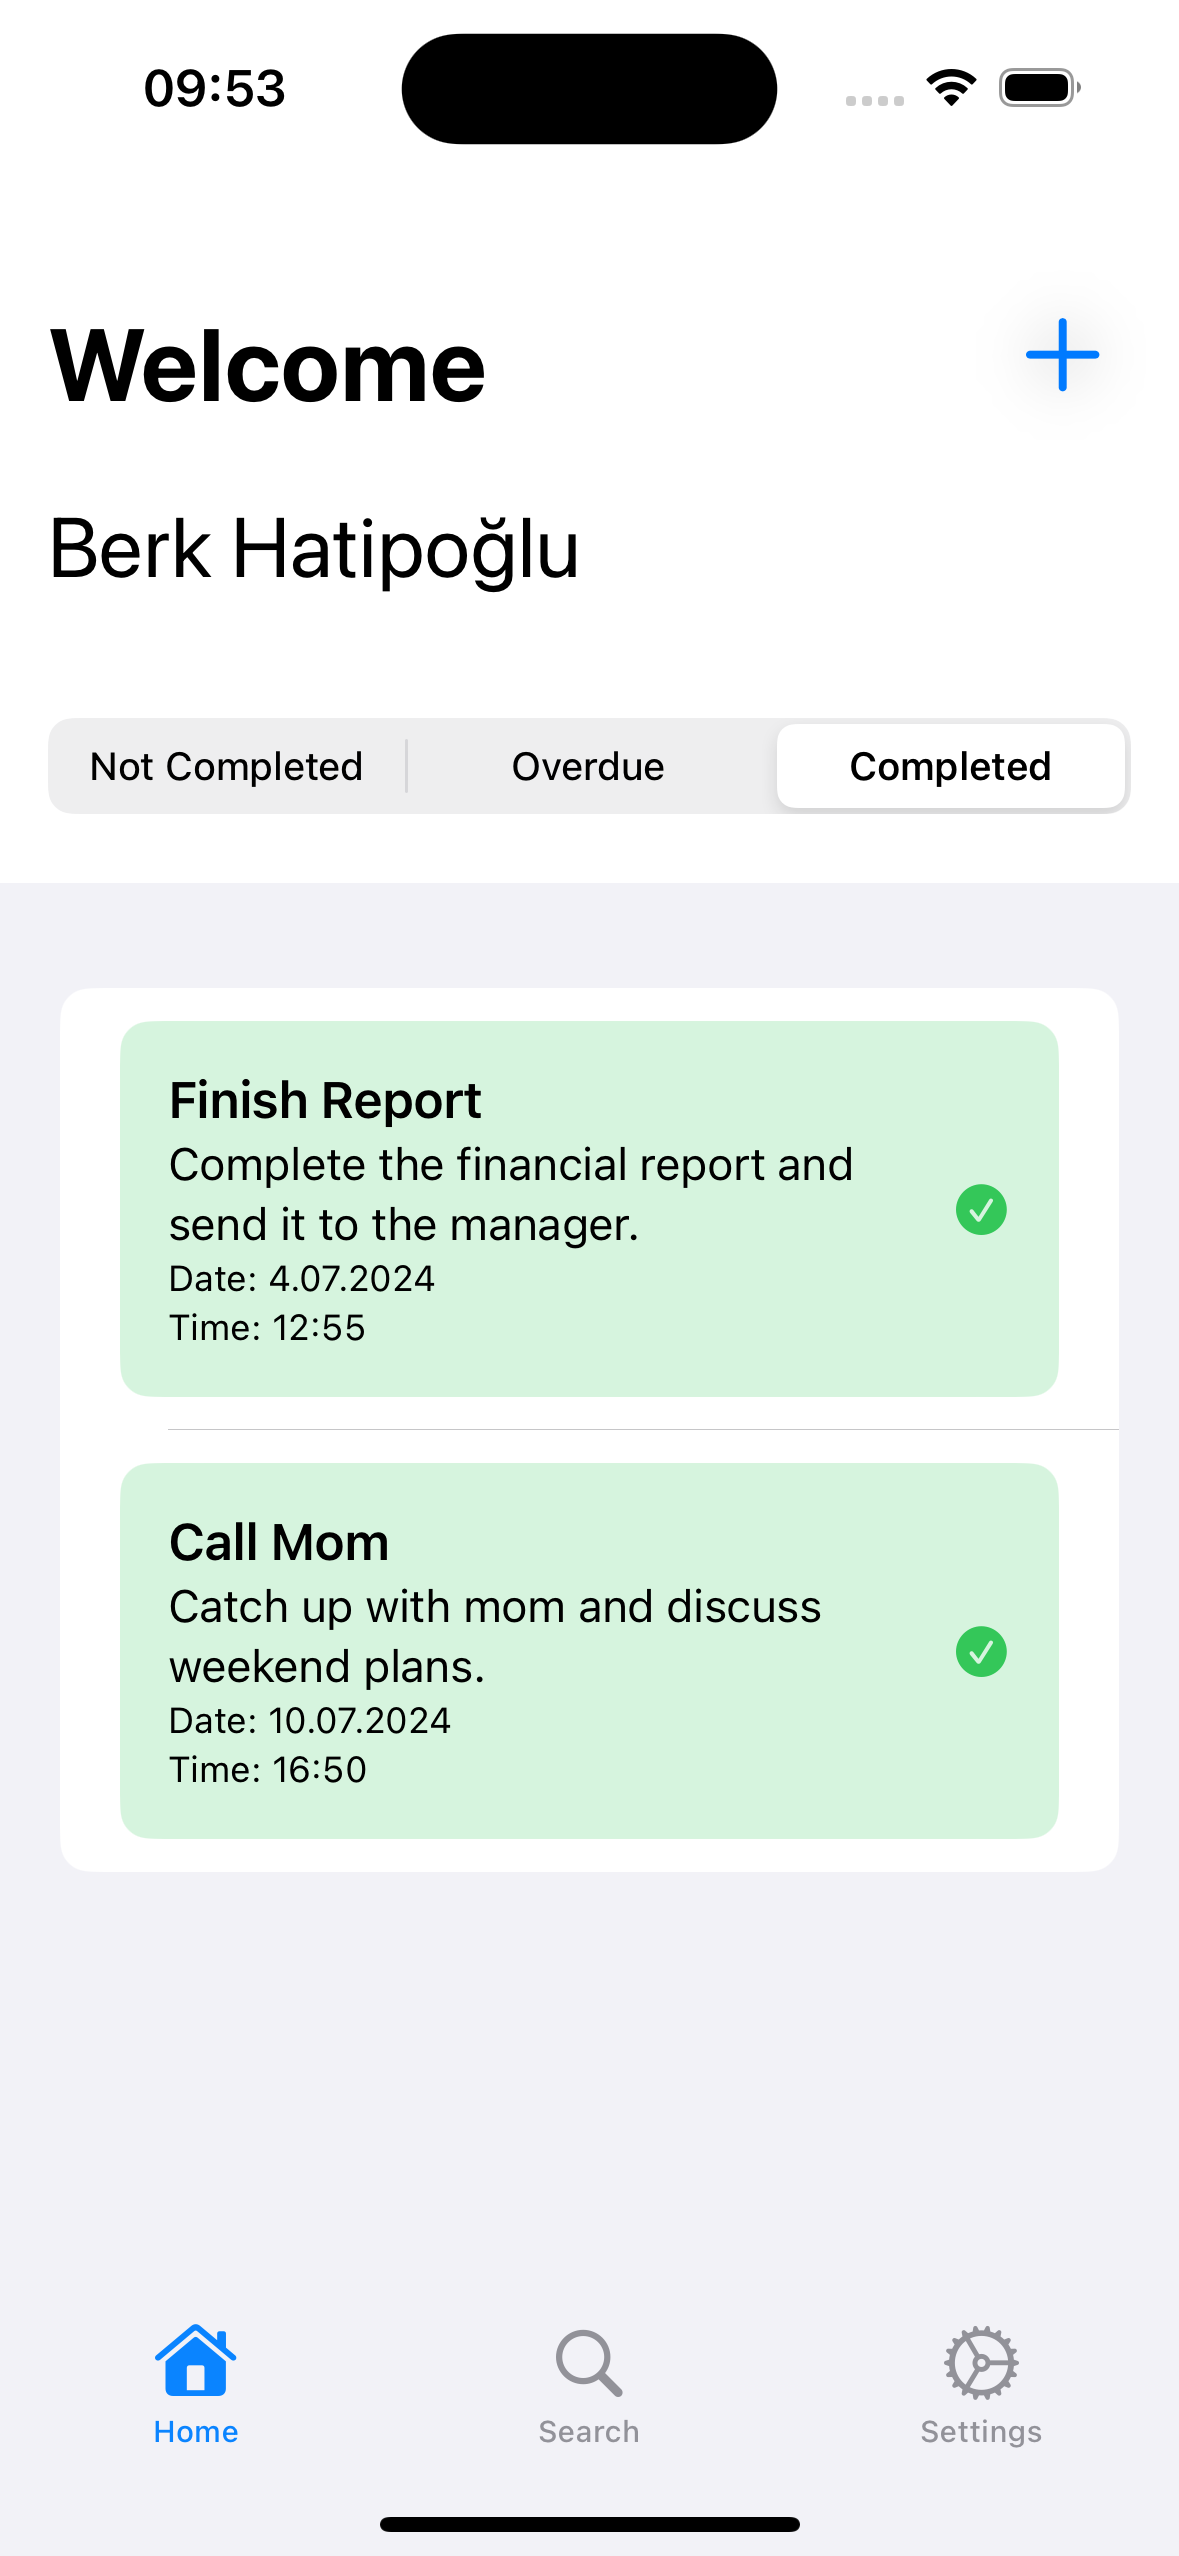 09:53
Welcome
Berk Hatipoğlu
Not Completed
Overdue
Completed
Finish Report
Complete the financial report and
send it to the manager.
Date: 4.07.2024
Time: 12:55
Call Mom
Catch up with mom and discuss
weekend plans.
Date: 10.07.2024
Time: 16:50
Home
Search
Settings